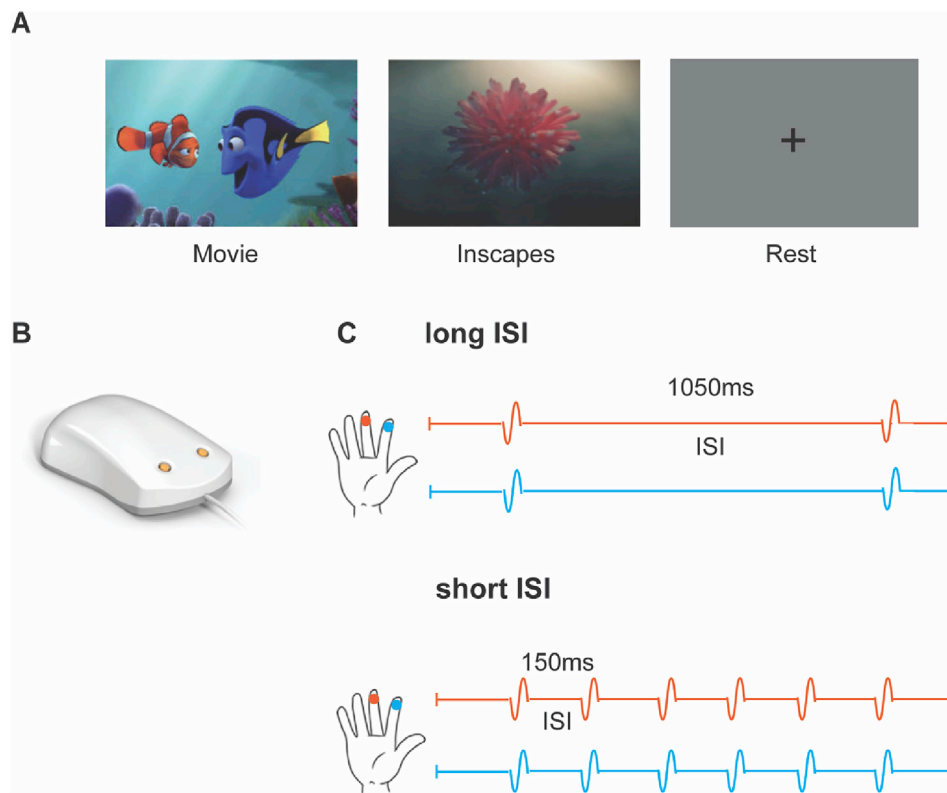 A
Movie
Inscapes
Rest
B
C
long ISI
1050ms
ISI
short ISI
150ms
ISI